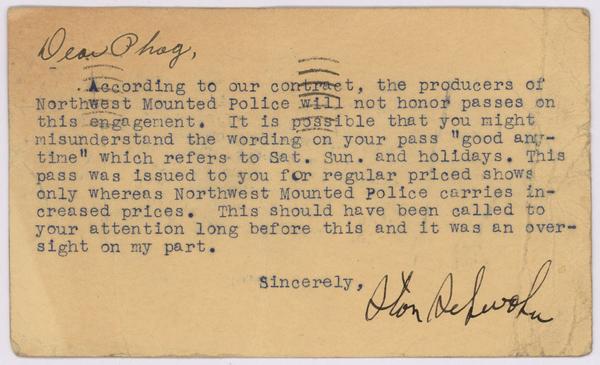 Dear Phog,
According to our contract, the producers of
Northwest Mounted Police will not honor passes on
this engagement. It is possible that you might
misunderstand the wording on your pass "good any-
time" which refers to Sat. Sun. and holidays. This
pass was issued to you for regular priced shows
only whereas Northwest Mounted Police carries in-
creased prices. This should have been called to
your attention long before this and it was an over-
sight on my part.
Sincerely,
Stan